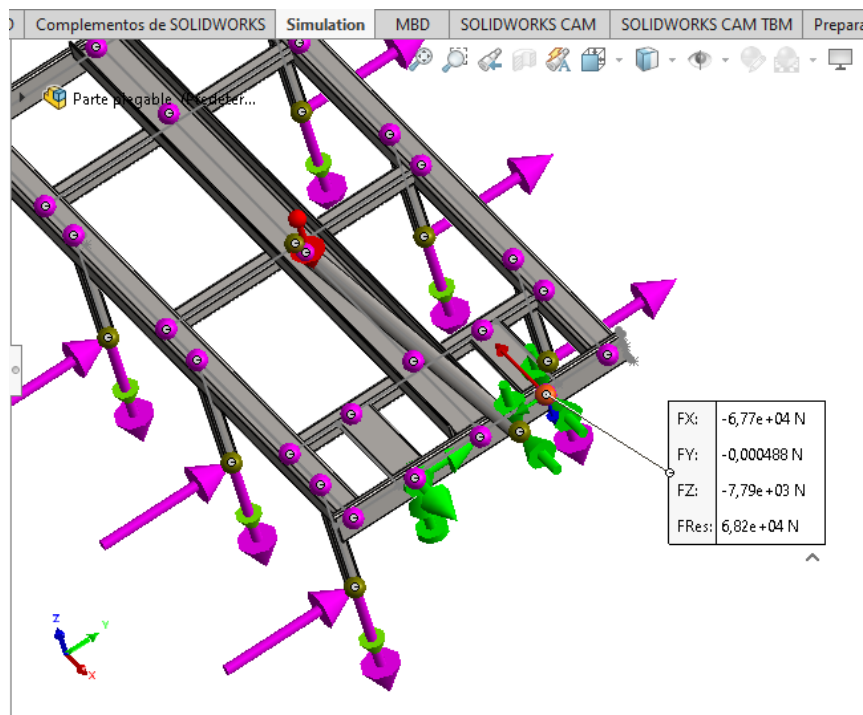 Complementos de SOLIDWORKS Simulation MBD SOLIDWORKS CAM SOLIDWORKS CAM TBM Prepara
Parte plegable (Predeter...
FX: -6,77e+04 N
FY: -0,000488 N
FZ: -7,79e+03 N
FRes: 6,82e+04 N
Z
Y
X